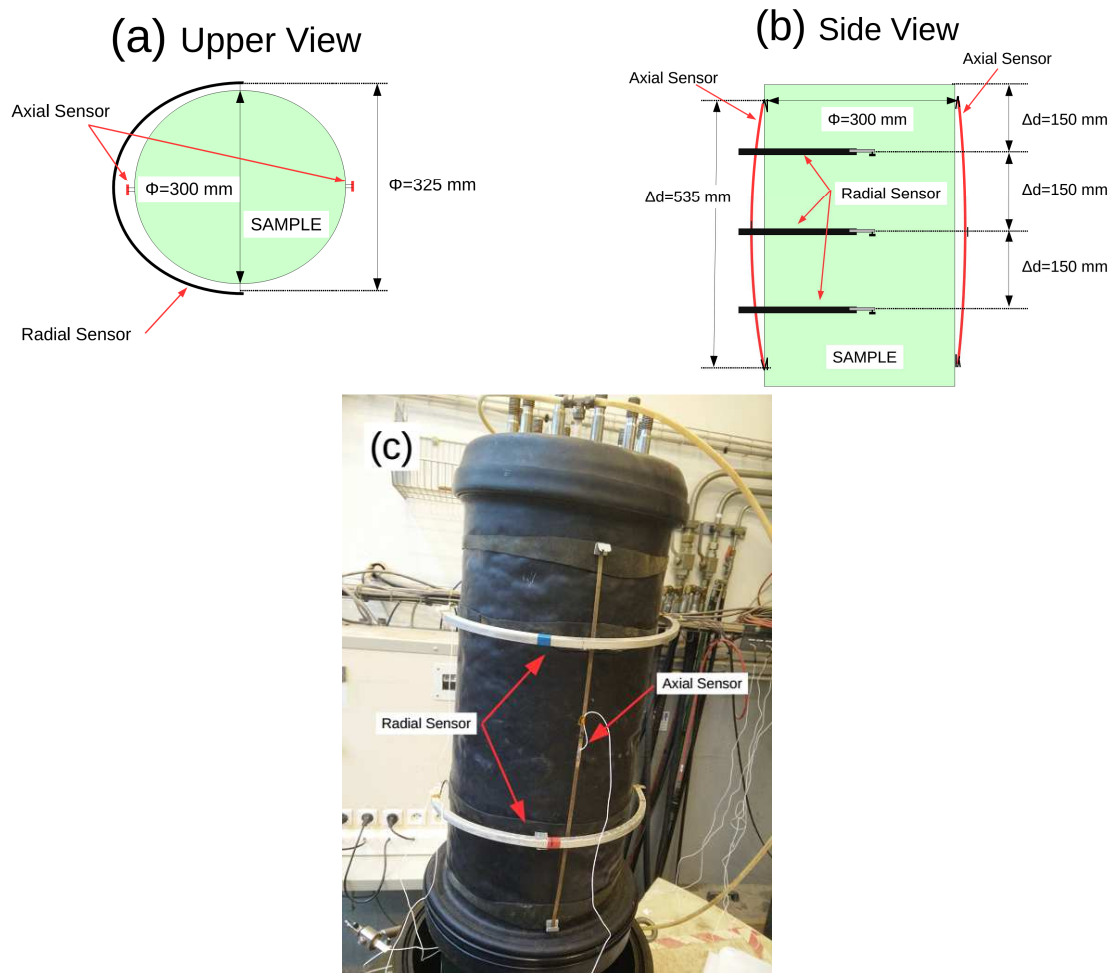 (a) Upper View
Axial Sensor
Φ=300 mm
Φ=325 mm
SAMPLE
Radial Sensor
(b) Side View
Axial Sensor
Axial Sensor
Φ=300 mm
Δd=150 mm
Δd=535 mm
Radial Sensor
Δd=150 mm
Δd=150 mm
SAMPLE
(c)
Axial Sensor
Radial Sensor